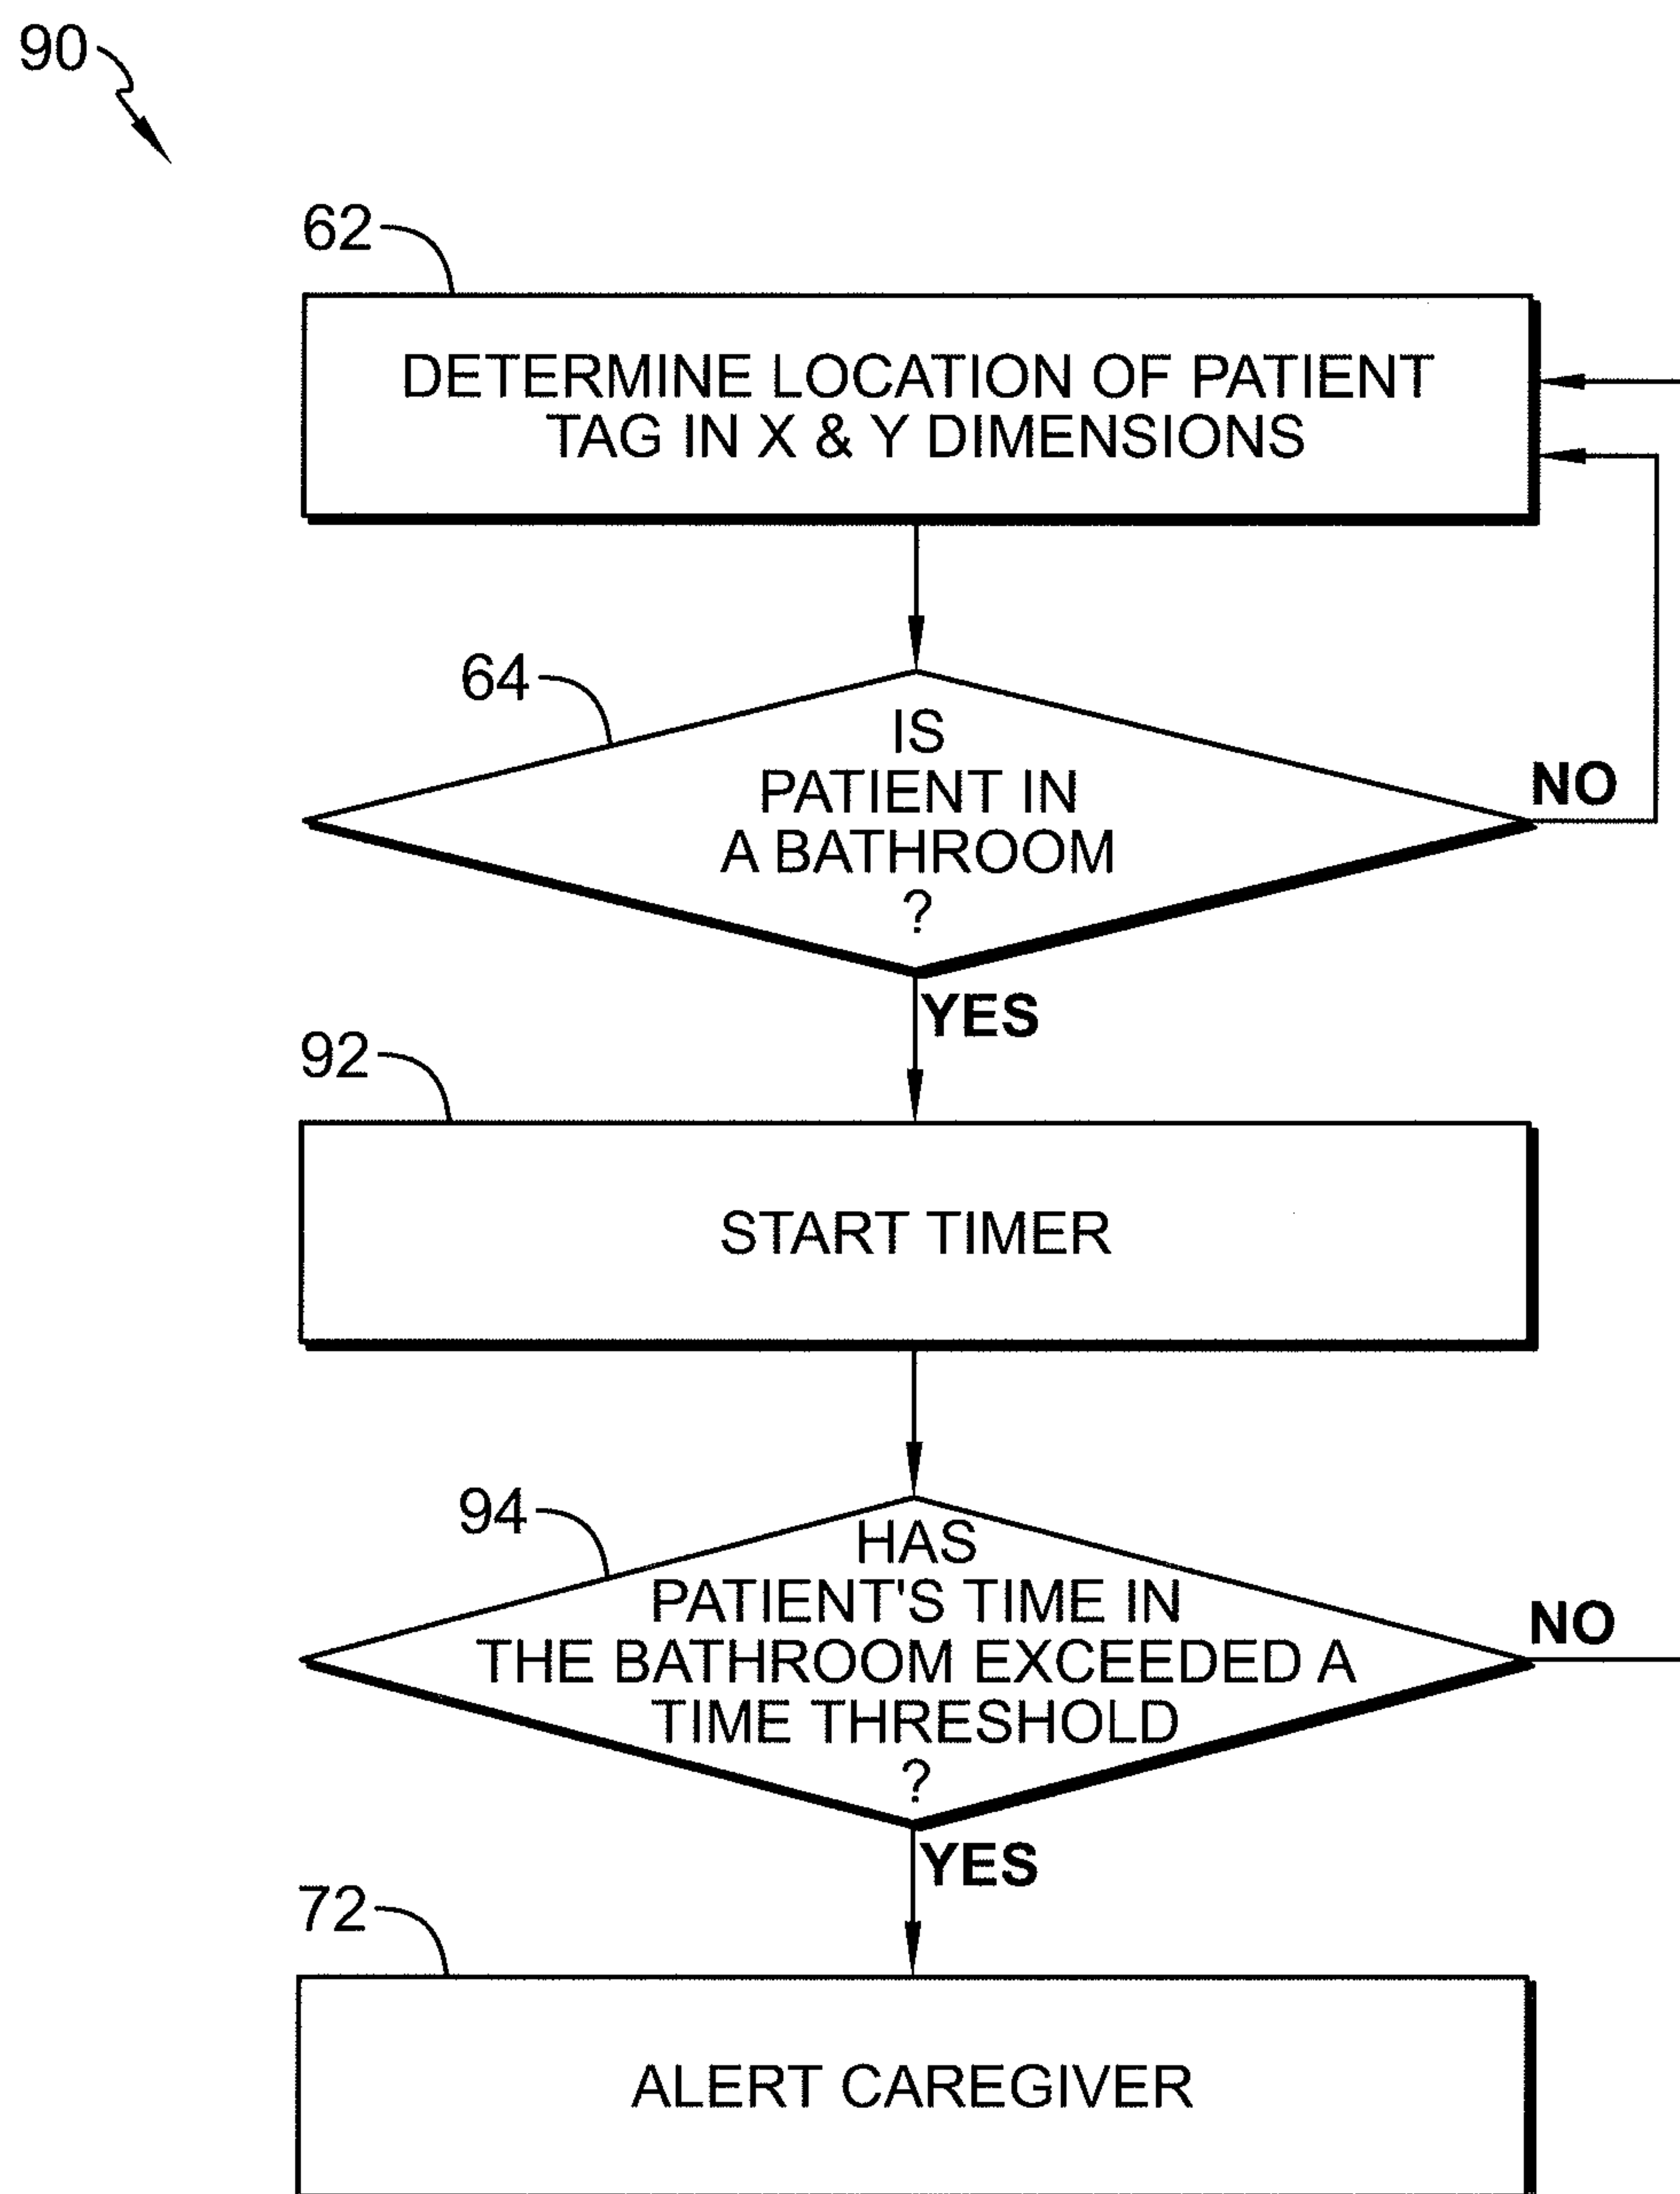 90
62
DETERMINE LOCATION OF PATIENT
TAG IN X & Y DIMENSIONS
64
IS
PATIENT IN
A BATHROOM
?
NO
YES
92
START TIMER
94
HAS
PATIENT'S TIME IN
THE BATHROOM EXCEEDED A
TIME THRESHOLD
?
NO
YES
72
ALERT CAREGIVER